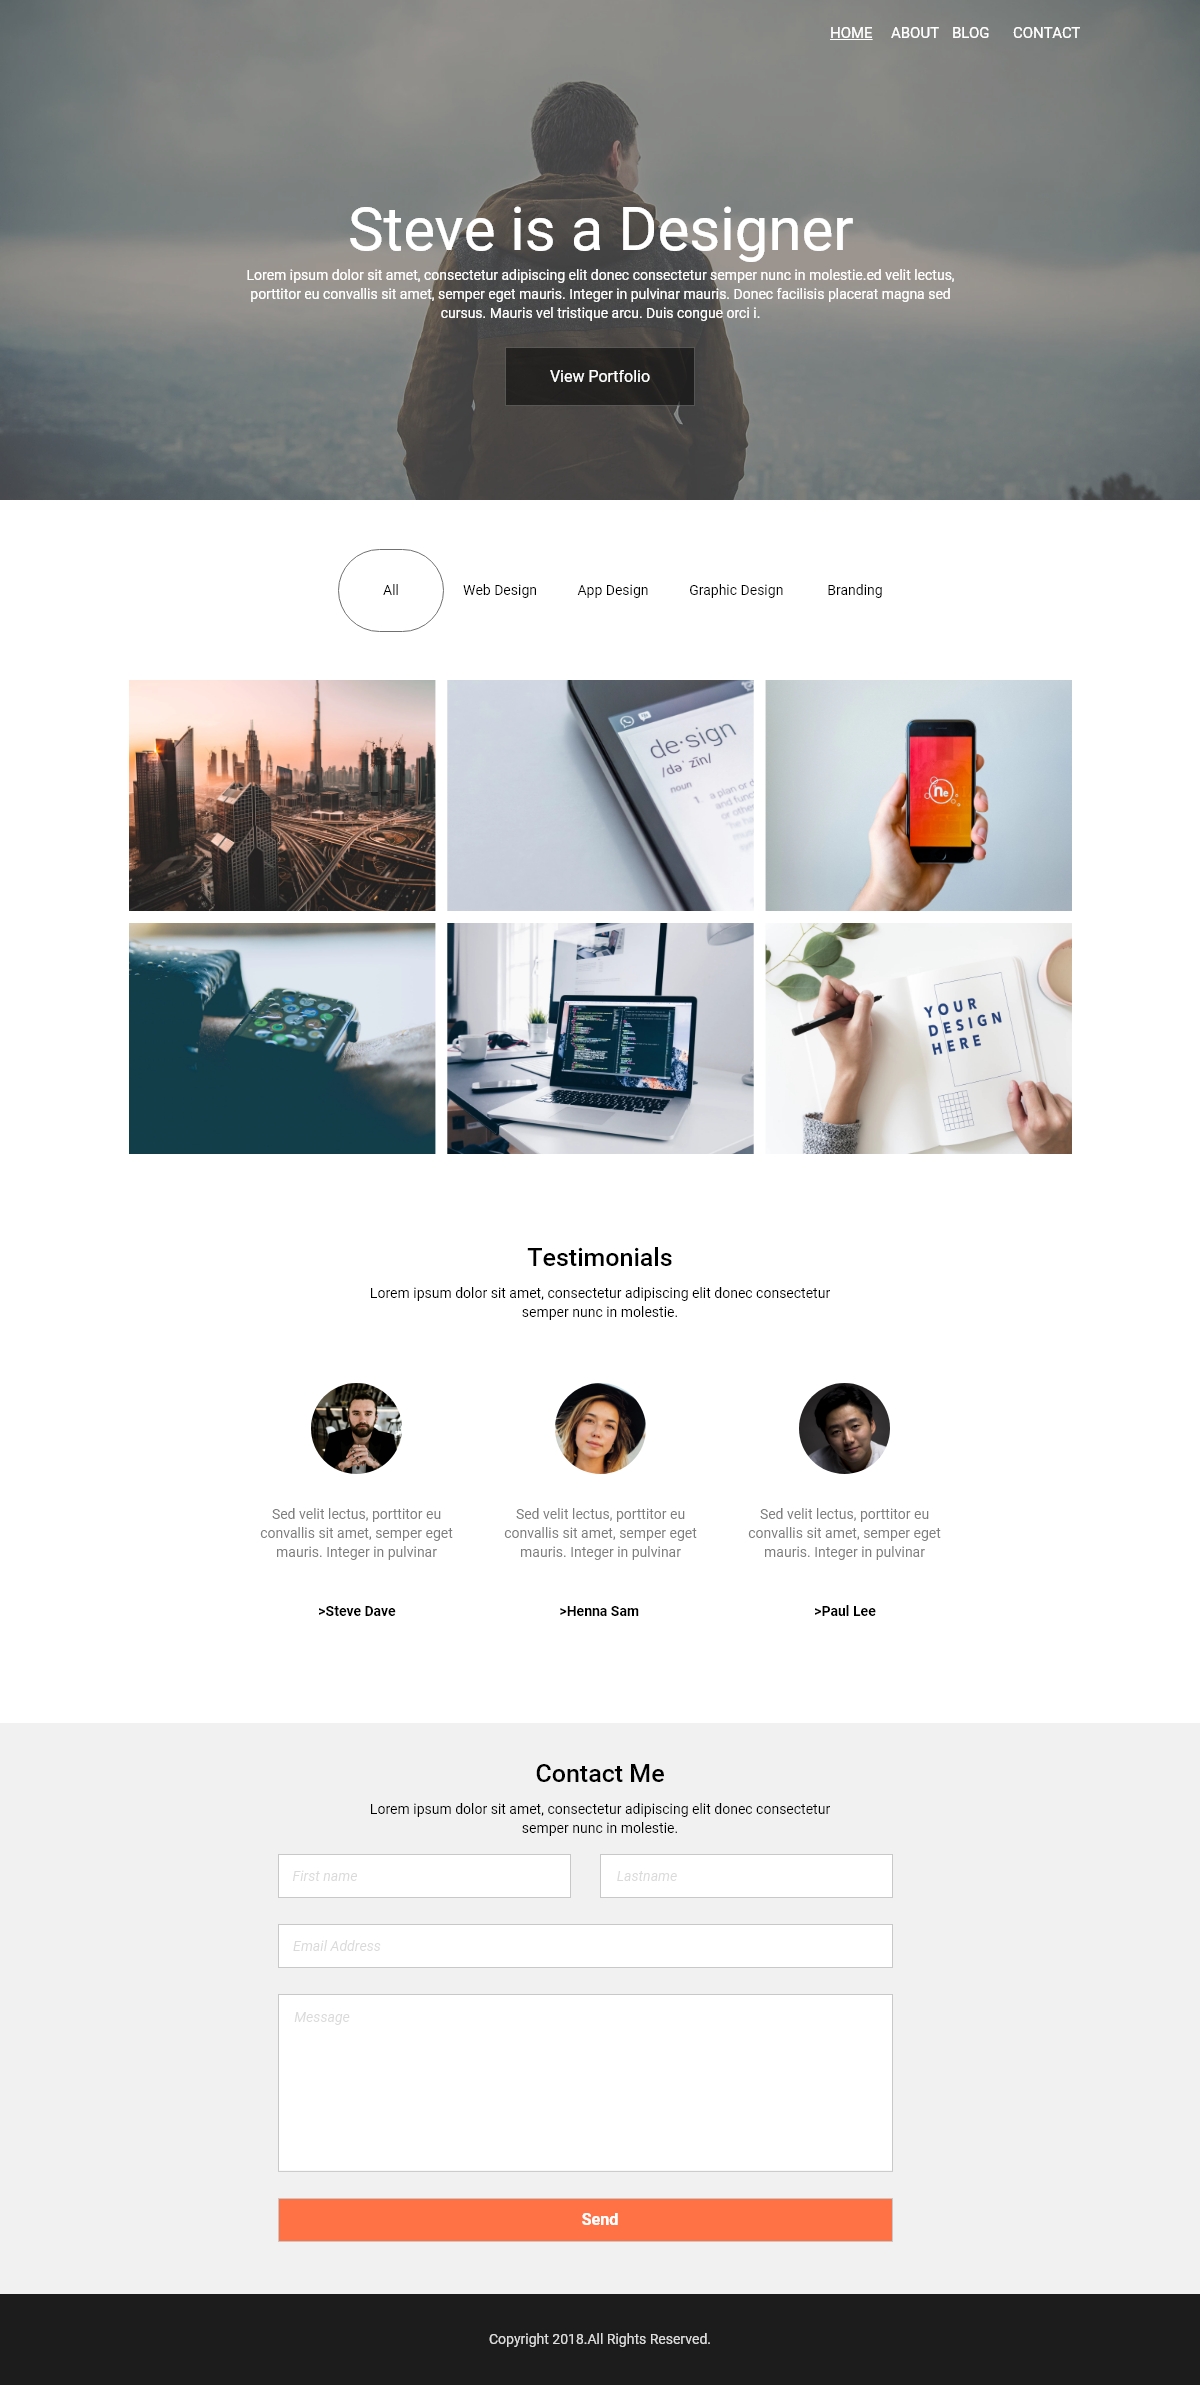 HOME ABOUT BLOG CONTACT
Steve is a Designer
Lorem ipsum dolor sit amet, consectetur adipiscing elit donec consectetur semper nunc in molestie.ed velit lectus,
porttitor eu convallis sit amet, semper eget mauris. Integer in pulvinar mauris. Donec facilisis placerat magna sed
cursus. Mauris vel tristique arcu. Duis congue orci i.
View Portfolio
All Web Design App Design Graphic Design Branding
de·sign
/dəˈzīn/
noun
1. a plan or d
and func
ne
YOUR
DESIGN
HERE
Testimonials
Lorem ipsum dolor sit amet, consectetur adipiscing elit donec consectetur
semper nunc in molestie.
Sed velit lectus, porttitor eu
convallis sit amet, semper eget
mauris. Integer in pulvinar
>Steve Dave
Sed velit lectus, porttitor eu
convallis sit amet, semper eget
mauris. Integer in pulvinar
>Henna Sam
Sed velit lectus, porttitor eu
convallis sit amet, semper eget
mauris. Integer in pulvinar
>Paul Lee
Contact Me
Lorem ipsum dolor sit amet, consectetur adipiscing elit donec consectetur
semper nunc in molestie.
First name Lastname
Email Address
Message
Send
Copyright 2018.All Rights Reserved.